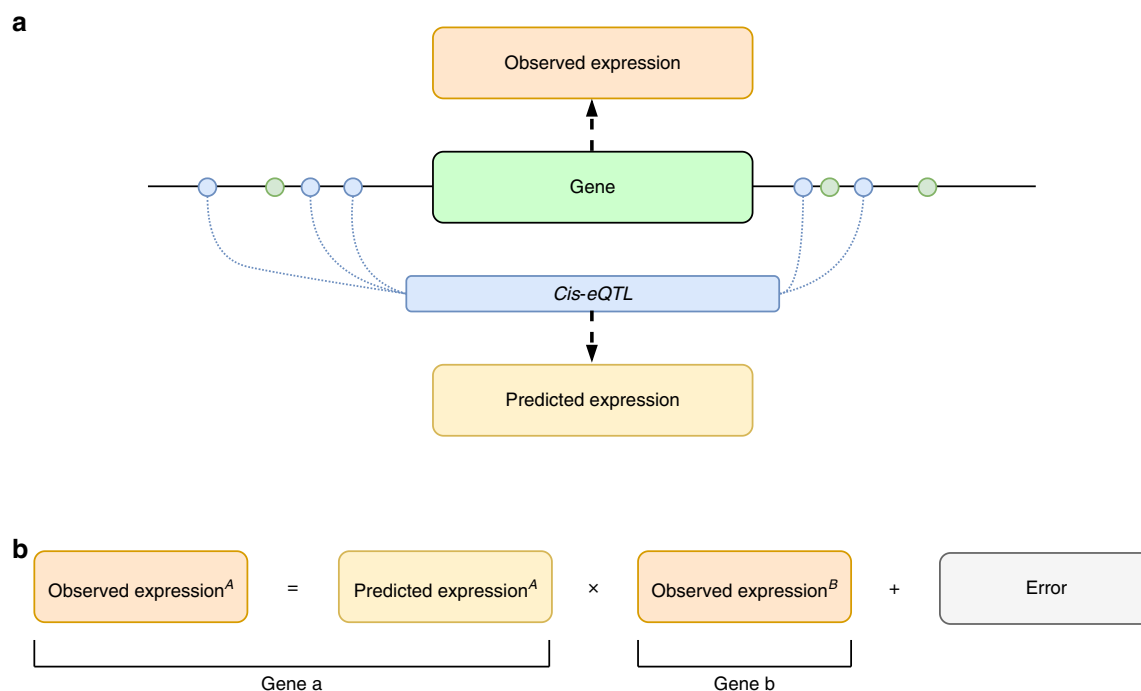 a
Observed expression
Gene
Cis-eQTL
Predicted expression
b
Observed expression^A = Predicted expression^A × Observed expression^B + Error
Gene a Gene b